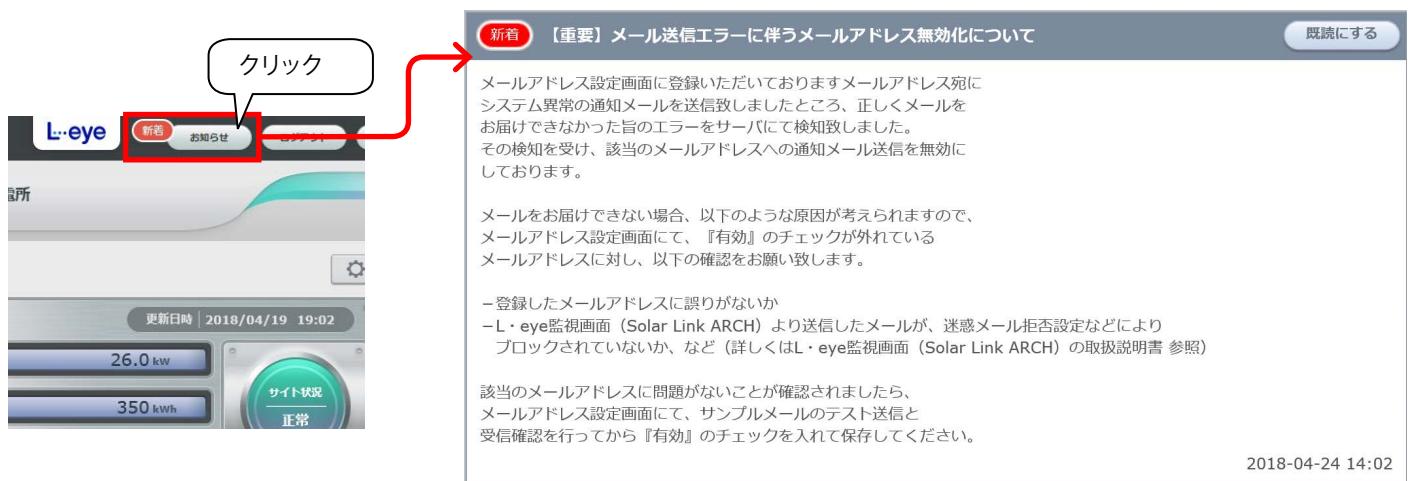 クリック
L・eye
新着
お知らせ
ログアウト
電所
更新日時 2018/04/19 19:02
26.0 kW
350 kWh
サイト状況
正常
新着 【重要】メール送信エラーに伴うメールアドレス無効化について 既読にする
メールアドレス設定画面に登録いただいておりますメールアドレス宛に
システム異常の通知メールを送信致しましたところ、正しくメールを
お届けできなかった旨のエラーをサーバにて検知致しました。
その検知を受け、該当のメールアドレスへの通知メール送信を無効に
しております。
メールをお届けできない場合、以下のような原因が考えられますので、
メールアドレス設定画面にて、『有効』のチェックが外れている
メールアドレスに対し、以下の確認をお願い致します。
－登録したメールアドレスに誤りがないか
－L・eye監視画面（Solar Link ARCH）より送信したメールが、迷惑メール拒否設定などにより
ブロックされていないか、など（詳しくはL・eye監視画面（Solar Link ARCH）の取扱説明書 参照）
該当のメールアドレスに問題がないことが確認されましたら、
メールアドレス設定画面にて、サンプルメールのテスト送信と
受信確認を行ってから『有効』のチェックを入れて保存してください。
2018-04-24 14:02